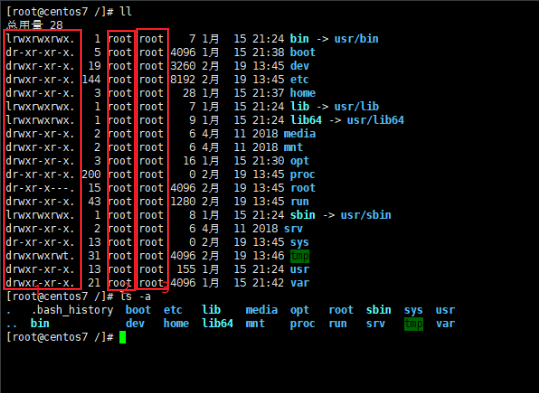 [root@centos7 /]# ll
总用量 28
lrwxrwxrwx. 1 root root 7 1月 15 21:24 bin -> usr/bin
dr-xr-xr-x. 5 root root 4096 1月 15 21:38 boot
drwxr-xr-x. 19 root root 3260 2月 19 13:45 dev
drwxr-xr-x. 144 root root 8192 2月 19 13:45 etc
drwxr-xr-x. 3 root root 28 1月 15 21:37 home
lrwxrwxrwx. 1 root root 7 1月 15 21:24 lib -> usr/lib
lrwxrwxrwx. 1 root root 9 1月 15 21:24 lib64 -> usr/lib64
drwxr-xr-x. 2 root root 6 4月 11 2018 media
drwxr-xr-x. 2 root root 6 4月 11 2018 mnt
drwxr-xr-x. 3 root root 16 1月 15 21:30 opt
dr-xr-xr-x. 200 root root 0 2月 19 13:45 proc
dr-xr-x---. 15 root root 4096 2月 19 13:45 root
drwxr-xr-x. 43 root root 1280 2月 19 13:45 run
lrwxrwxrwx. 1 root root 8 1月 15 21:24 sbin -> usr/sbin
drwxr-xr-x. 2 root root 6 4月 11 2018 srv
dr-xr-xr-x. 13 root root 0 2月 19 13:45 sys
drwxrwxrwt. 31 root root 4096 2月 19 13:46 tmp
drwxr-xr-x. 13 root root 155 1月 15 21:24 usr
drwxr-xr-x. 21 root root 4096 1月 15 21:42 var
[root@centos7 /]# ls -a
. .bash_history boot etc lib media opt root sbin sys usr
.. bin dev home lib64 mnt proc run srv tmp var
[root@centos7 /]#